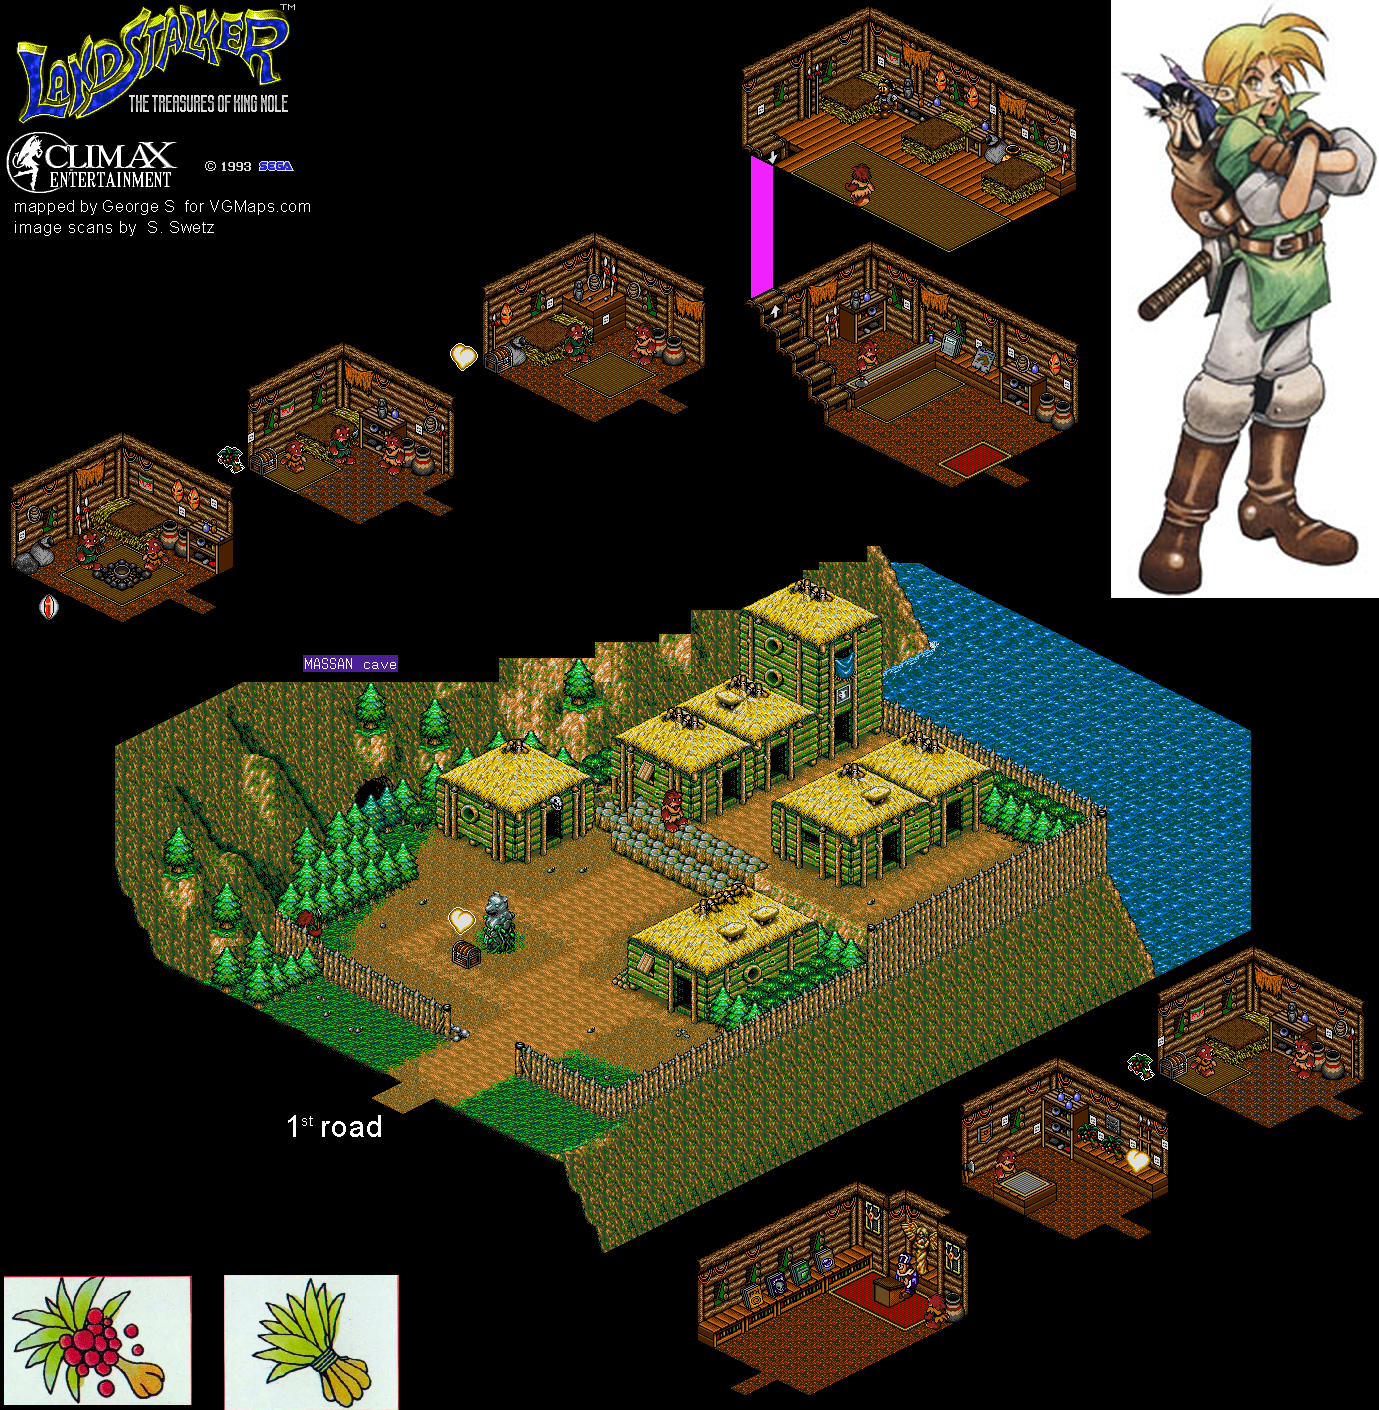 LANDSTALKER™
THE TREASURES OF KING NOLE
CLIMAX
ENTERTAINMENT
© 1993 SEGA
mapped by George S for VGMaps.com
image scans by S. Swetz
MASSAN cave
1st road